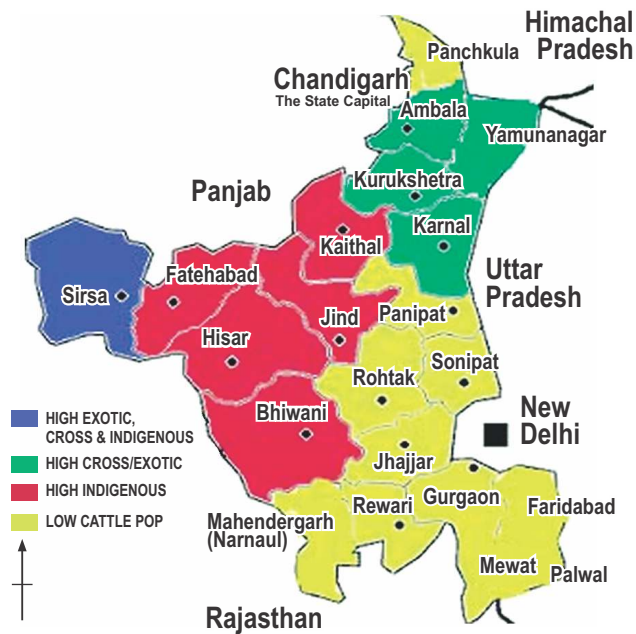 Himachal
Pradesh
Panchkula
Chandigarh
The State Capital
Ambala
Yamunanagar
Kurukshetra
Panjab
Karnal
Kaithal
Uttar
Pradesh
Fatehabad
Sirsa
Panipat
Jind
Hisar
Sonipat
Rohtak
New
Delhi
Bhiwani
HIGH EXOTIC,
CROSS & INDIGENOUS
HIGH CROSS/EXOTIC
HIGH INDIGENOUS
LOW CATTLE POP
Jhajjar
Gurgaon
Rewari
Faridabad
Mahendergarh
(Narnaul)
Mewat
Palwal
Rajasthan